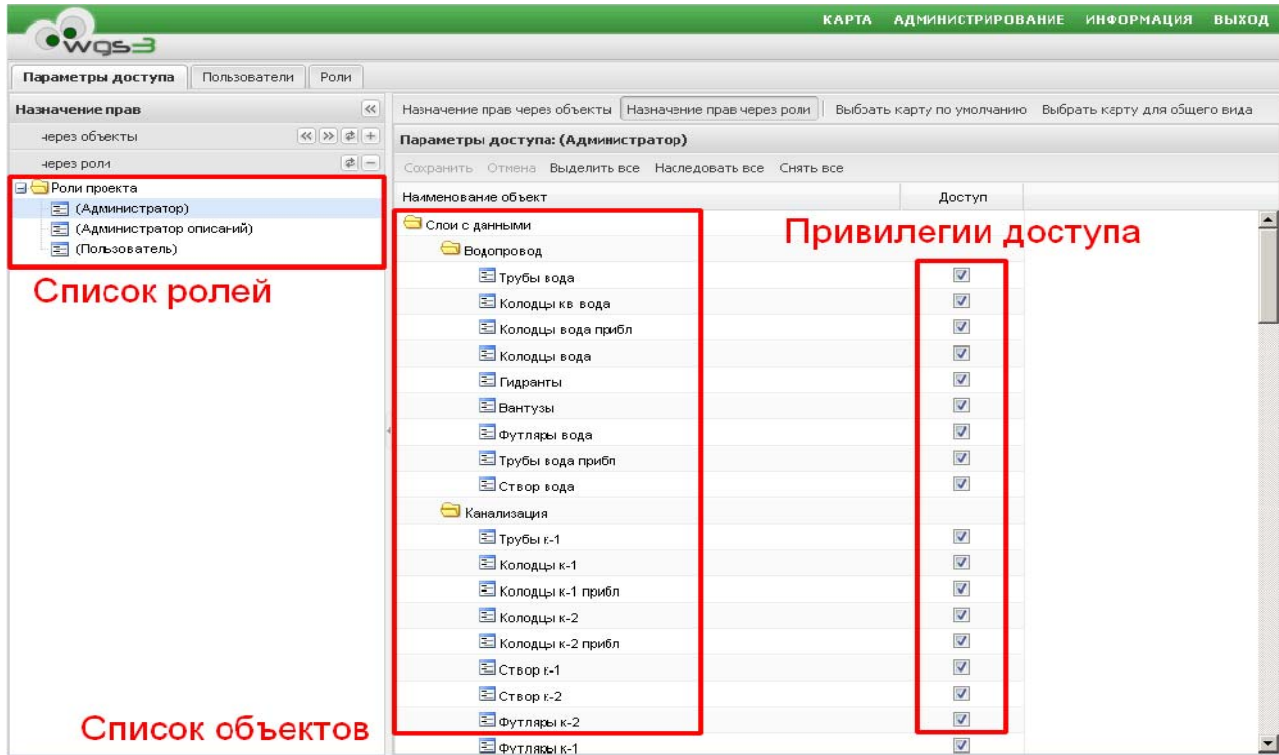 КАРТА АДМИНИСТРИРОВАНИЕ ИНФОРМАЦИЯ ВЫХОД
wgs-3
Параметры доступа Пользователи Роли
Назначение прав
через объекты
через роли
Роли проекта
(Администратор)
(Администратор описаний)
(Пользователь)
Список ролей
Назначение прав через объекты Назначение прав через роли Выбрать карту по умолчанию Выбрать карту для общего вида
Параметры доступа: (Администратор)
Сохранить Отмена Выделить все Наследовать все Снять все
Наименование объект Доступ
Привилегии доступа
Слои с данными
Водопровод
Трубы вода
Колодцы кв вода
Колодцы вода прибл
Колодцы вода
Гидранты
Вантузы
Футляры вода
Трубы вода прибл
Створ вода
Канализация
Трубы к-1
Колодцы к-1
Колодцы к-1 прибл
Колодцы к-2
Колодцы к-2 прибл
Створ к-1
Створ к-2
Футляры к-2
Футляры к-1
Список объектов